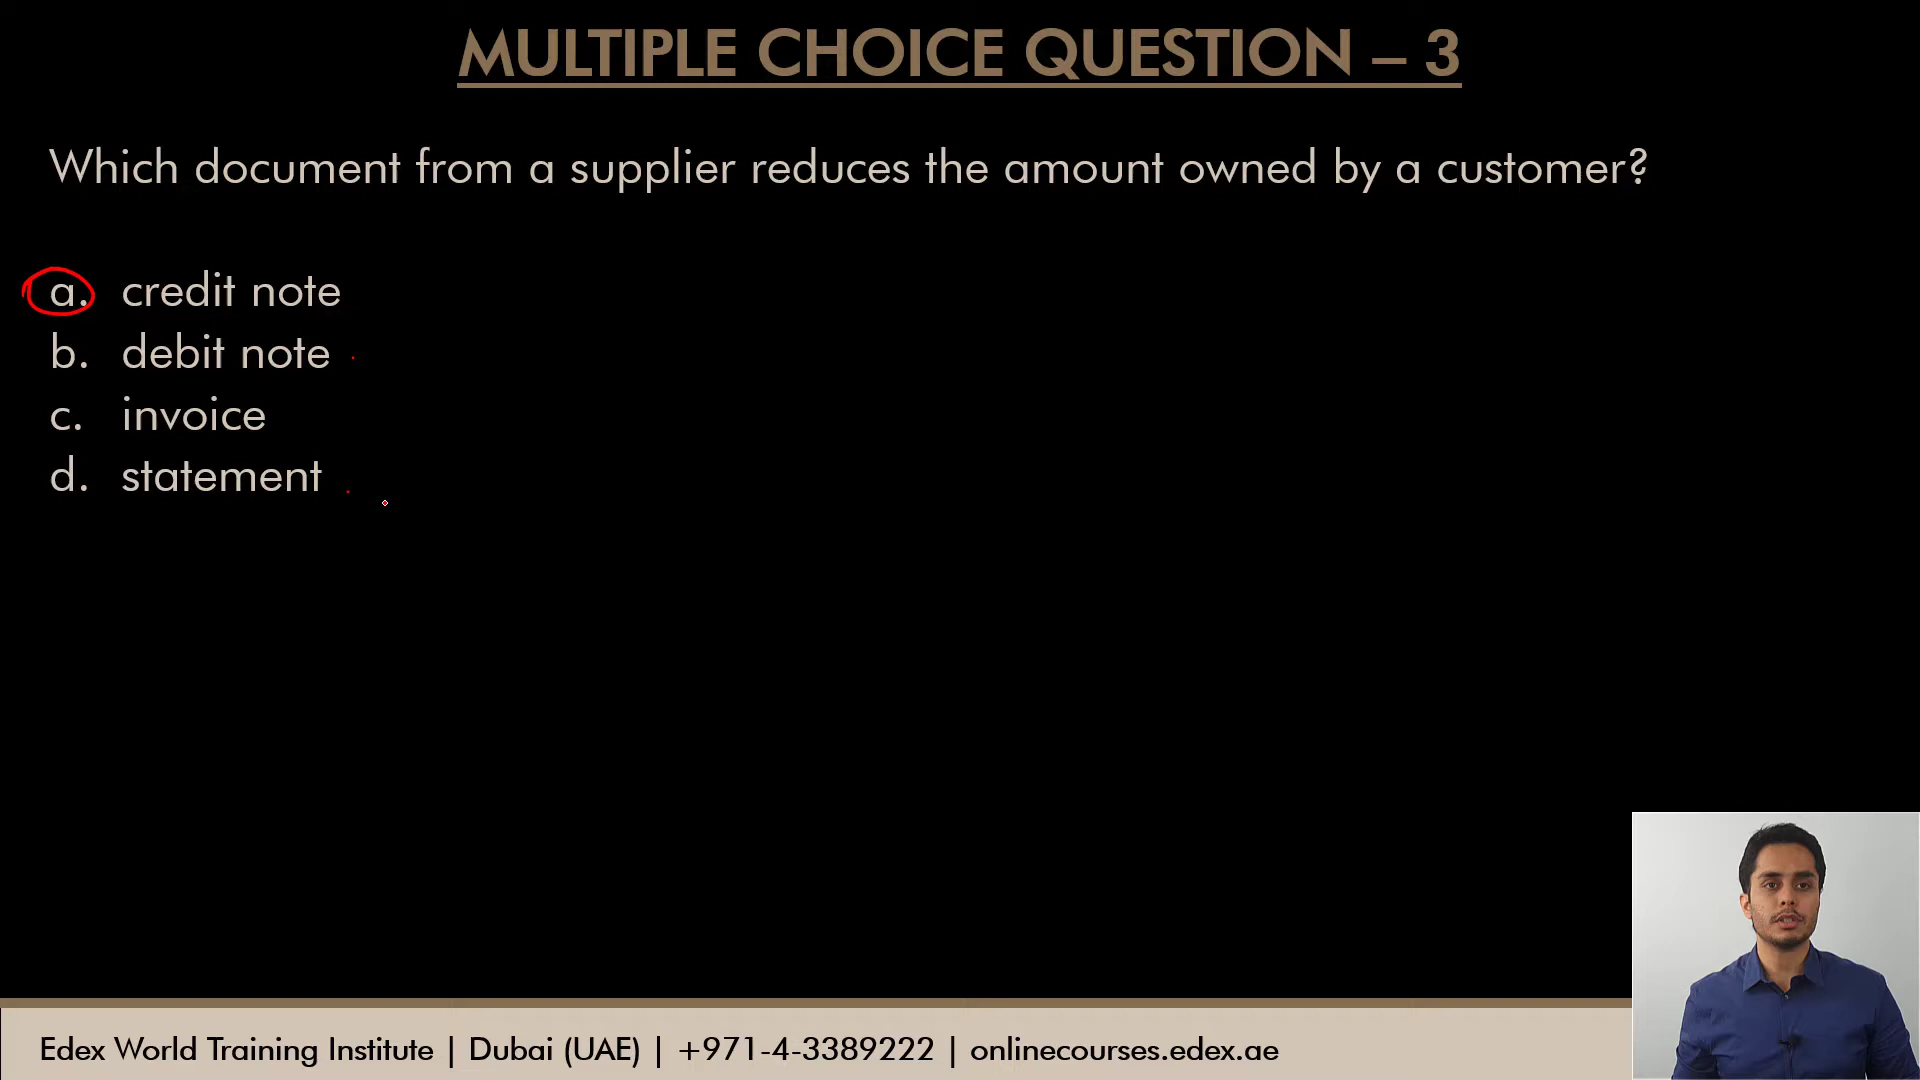 MULTIPLE CHOICE QUESTION – 3
Which document from a supplier reduces the amount owned by a customer?
a. credit note
b. debit note
c. invoice
d. statement
Edex World Training Institute | Dubai (UAE) | +971-4-3389222 | onlinecourses.edex.ae